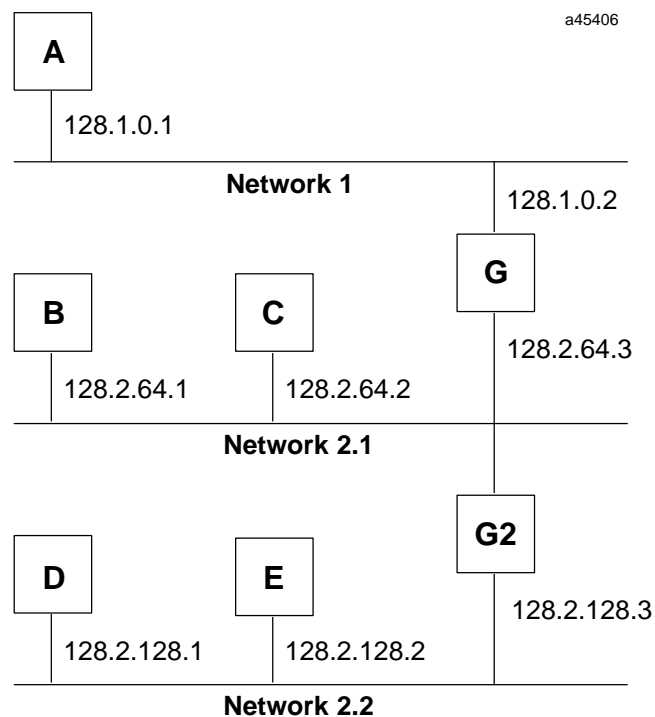 a45406
A
128.1.0.1
Network 1
128.1.0.2
G
B
C
128.2.64.3
128.2.64.1
128.2.64.2
Network 2.1
G2
D
E
128.2.128.3
128.2.128.1
128.2.128.2
Network 2.2